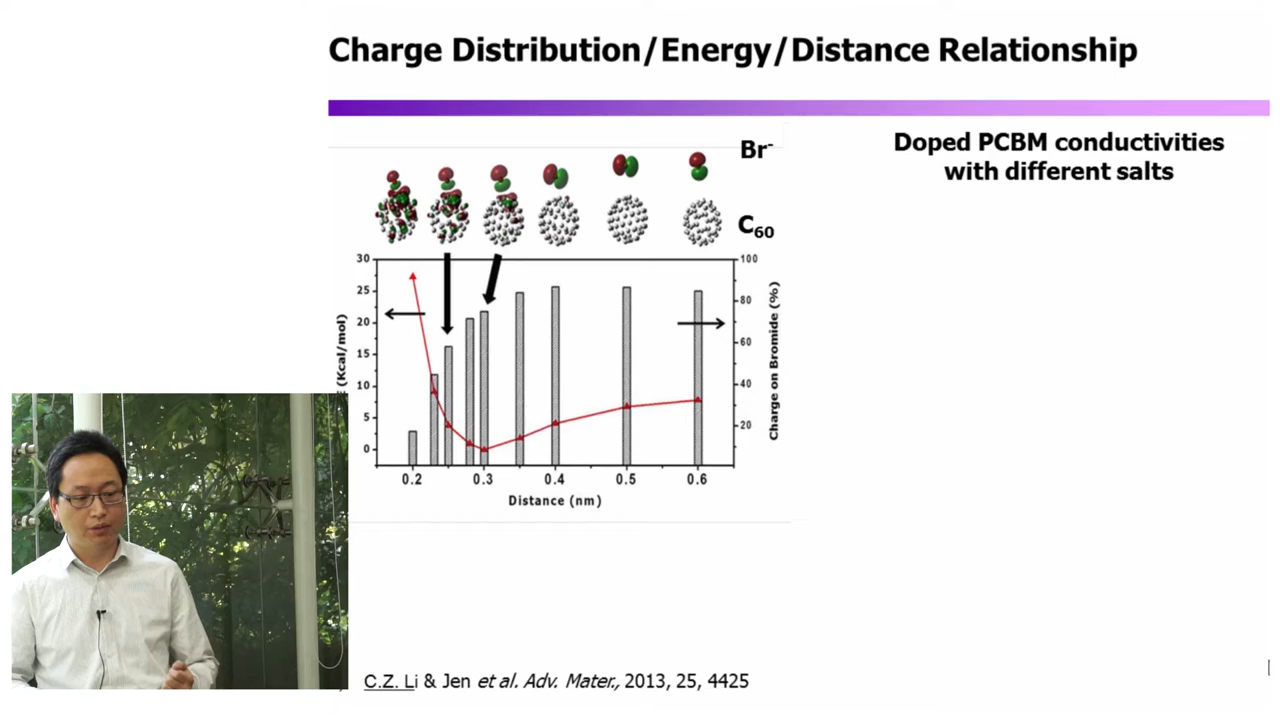 Charge Distribution/Energy/Distance Relationship
Doped PCBM conductivities
with different salts
Br⁻
C₆₀
30
25
20
15
10
5
0
(Kcal/mol)
100
80
60
40
20
Charge on Bromide (%)
0.2 0.3 0.4 0.5 0.6
Distance (nm)
C.Z. Li & Jen et al. Adv. Mater., 2013, 25, 4425